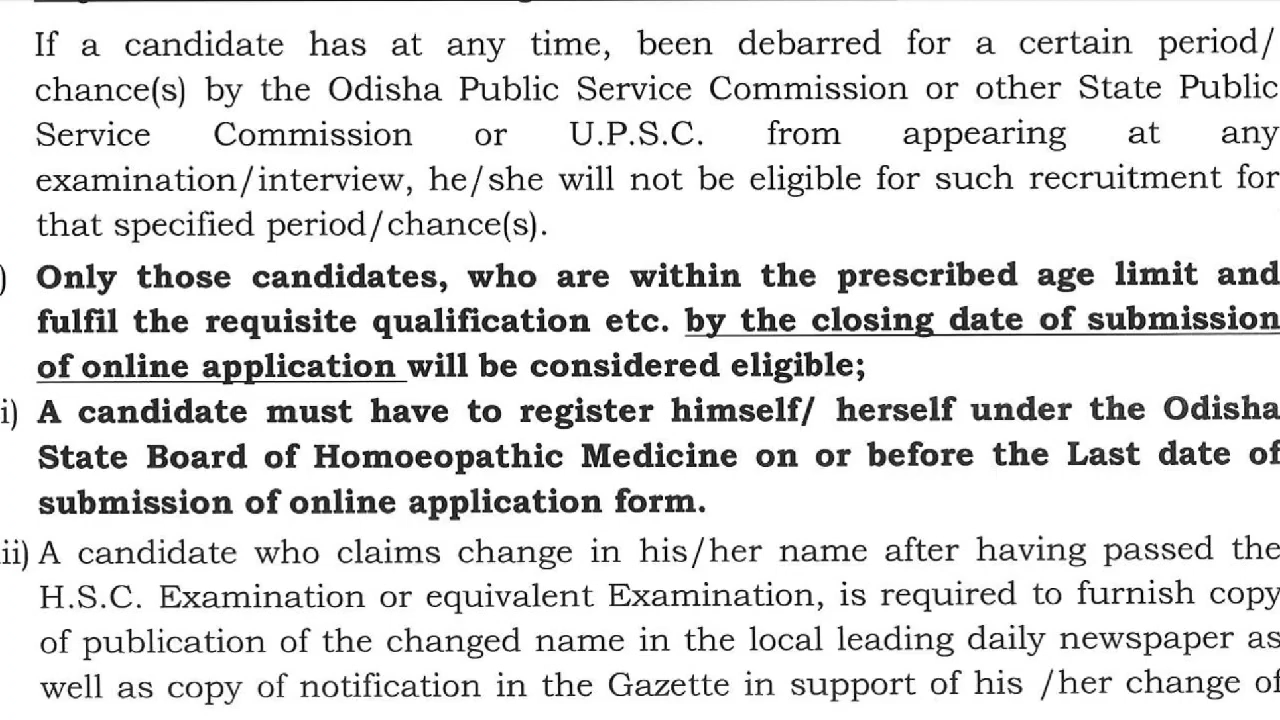 If a candidate has at any time, been debarred for a certain period/
chance(s) by the Odisha Public Service Commission or other State Public
Service Commission or U.P.S.C. from appearing at any
examination/interview, he/she will not be eligible for such recruitment for
that specified period/chance(s).
) Only those candidates, who are within the prescribed age limit and
fulfil the requisite qualification etc. by the closing date of submission
of online application will be considered eligible;
i) A candidate must have to register himself/ herself under the Odisha
State Board of Homoeopathic Medicine on or before the Last date of
submission of online application form.
ii) A candidate who claims change in his/her name after having passed the
H.S.C. Examination or equivalent Examination, is required to furnish copy
of publication of the changed name in the local leading daily newspaper as
well as copy of notification in the Gazette in support of his /her change of